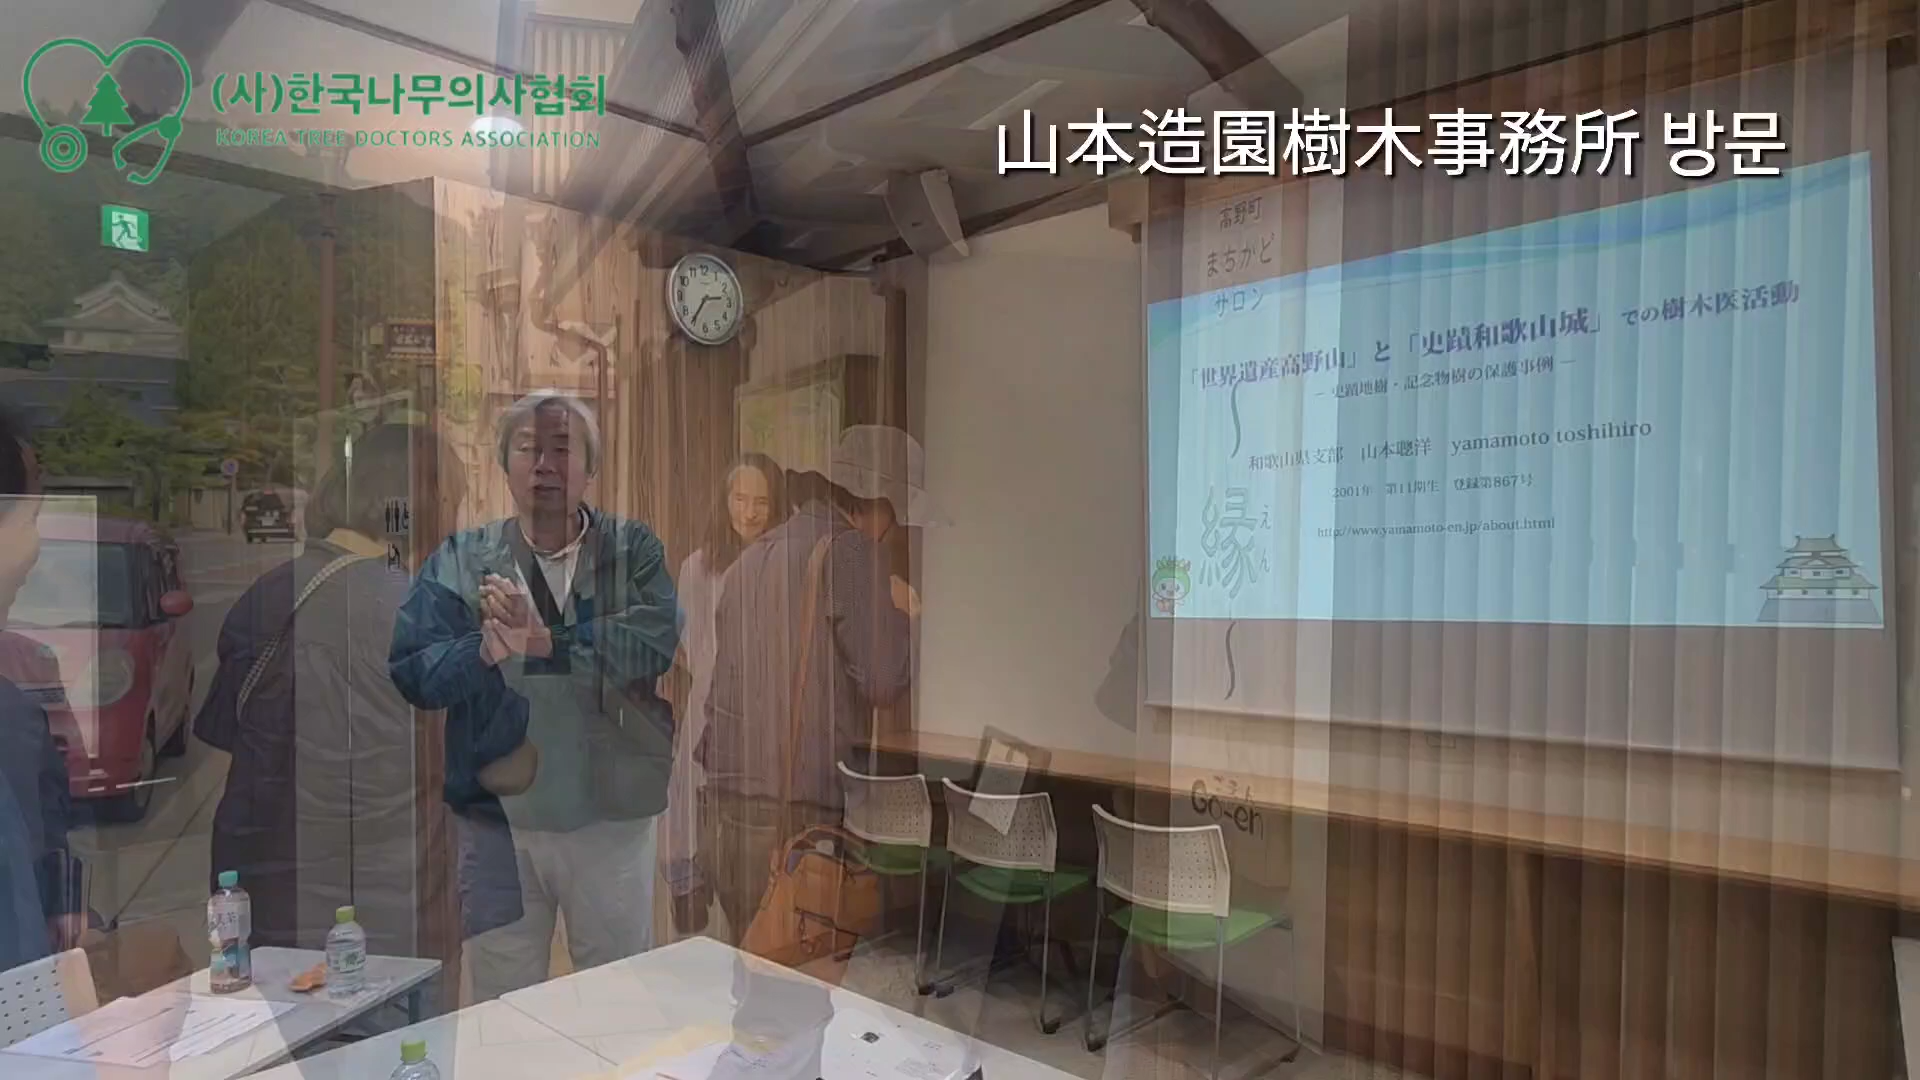 (사)한국나무의사협회
KOREA TREE DOCTORS ASSOCIATION
山本造園樹木事務所 방문
高野町
まちかど
サロン
「世界遺産高野山」と「史蹟和歌山城」での樹木医活動
― 史蹟地樹・記念物樹の保護事例 ―
和歌山県支部 山本聰洋 yamamoto toshihiro
2001年 第11期生 登録第867号
http://www.yamamoto-en.jp/about.html
縁
えん
ごえん
Go-en